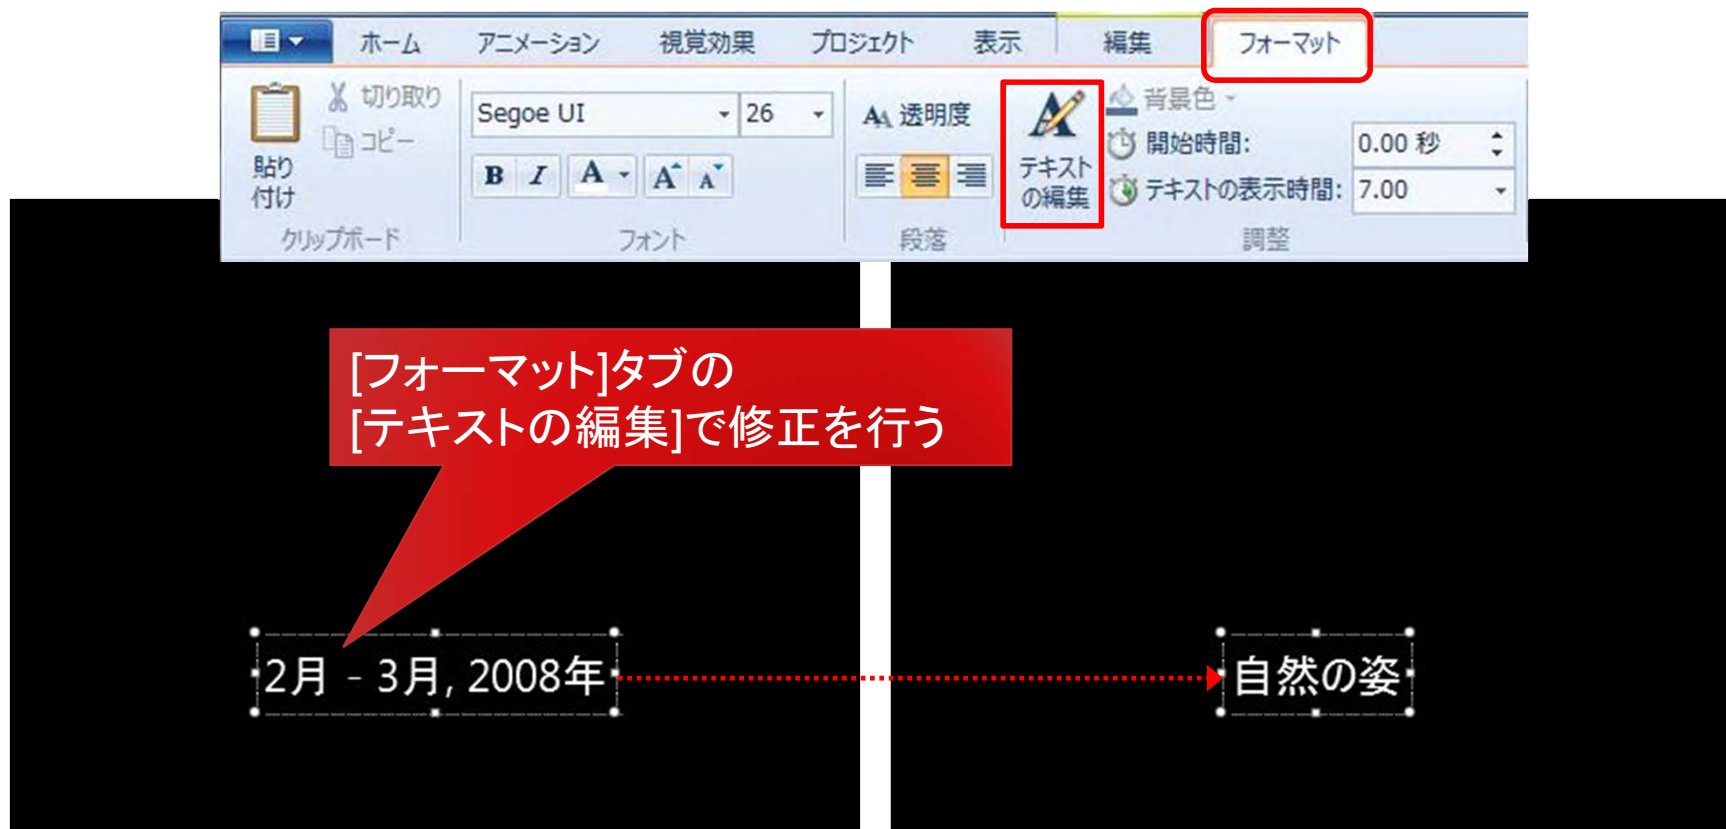 ホーム アニメーション 視覚効果 プロジェクト 表示 編集 フォーマット
貼り付け
切り取り
コピー
クリップボード
Segoe UI 26
B I A A A
フォント
透明度
段落
テキスト
の編集
背景色
開始時間: 0.00 秒
テキストの表示時間: 7.00
調整
[フォーマット]タブの
[テキストの編集]で修正を行う
2月 - 3月, 2008年
自然の姿